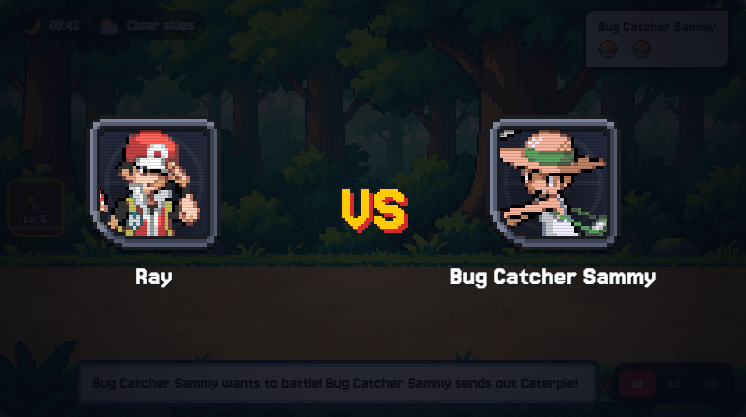 00:43 Clear skies
Bug Catcher Sammy
Lv. 5
VS
Ray
Bug Catcher Sammy
Bug Catcher Sammy wants to battle! Bug Catcher Sammy sends out Caterpie!
x1 x2 x3